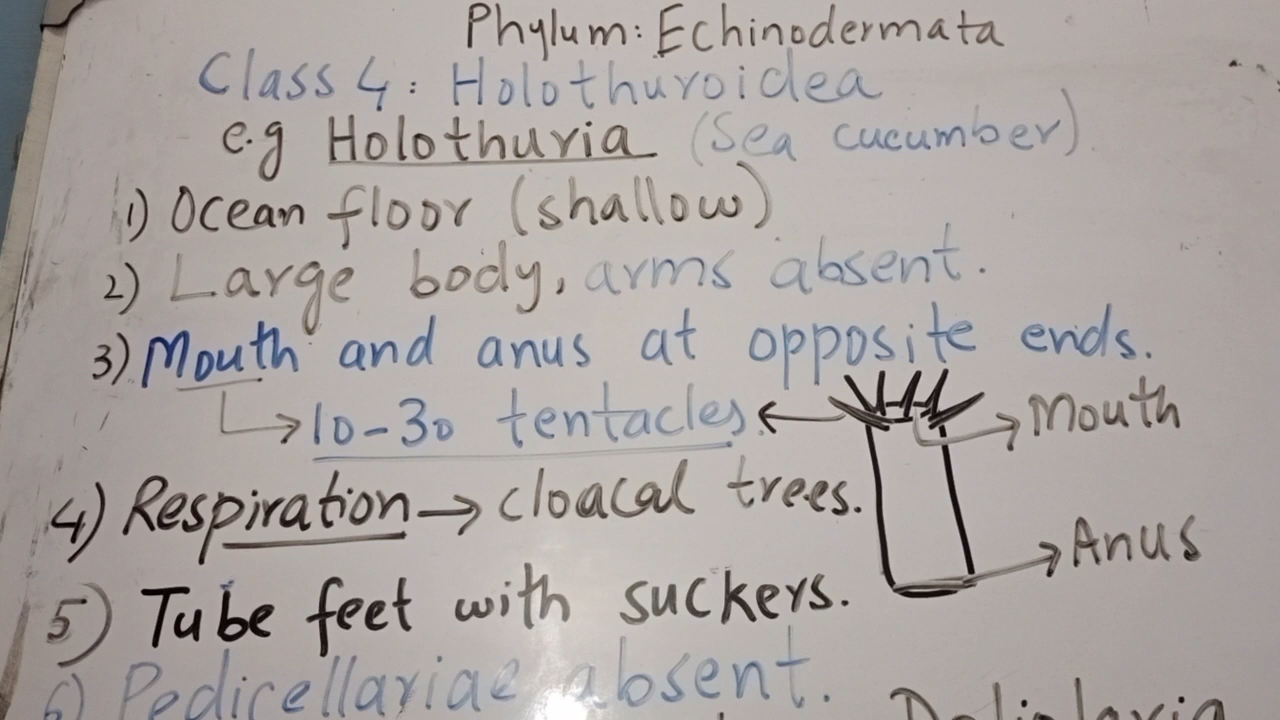 Phylum: Echinodermata
Class 4: Holothuroidea
e.g Holothuria (Sea cucumber)
1) Ocean floor (shallow)
2) Large body, arms absent.
3) Mouth and anus at opposite ends.
→ 10-30 tentacles. ← → Mouth
4) Respiration → cloacal trees.
→ Anus
5) Tube feet with suckers.
6) Pedicellariae absent.